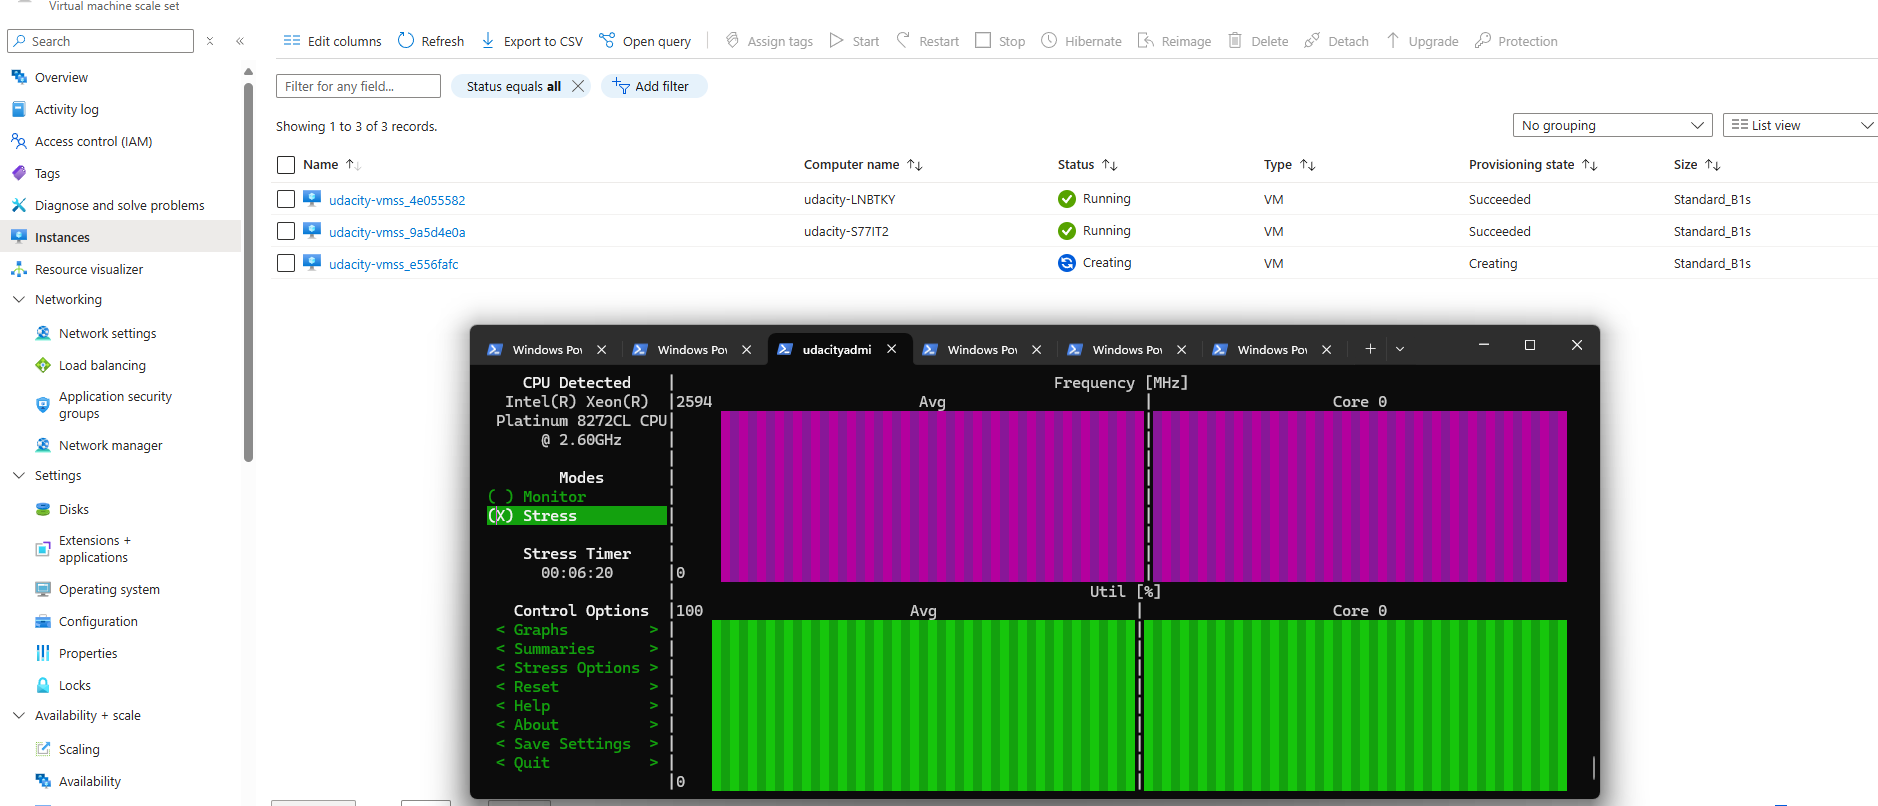 Virtual machine scale set
Search
Edit columns Refresh Export to CSV Open query Assign tags Start Restart Stop Hibernate Reimage Delete Detach Upgrade Protection
Overview
Activity log
Access control (IAM)
Tags
Diagnose and solve problems
Instances
Resource visualizer
Networking
Network settings
Load balancing
Application security
groups
Network manager
Settings
Disks
Extensions +
applications
Operating system
Configuration
Properties
Locks
Availability + scale
Scaling
Availability
Filter for any field...
Status equals all
Add filter
Showing 1 to 3 of 3 records.
No grouping
List view
Name Computer name Status Type Provisioning state Size
udacity-vmss_4e055582 udacity-LNBTKY Running VM Succeeded Standard_B1s
udacity-vmss_9a5d4e0a udacity-S77IT2 Running VM Succeeded Standard_B1s
udacity-vmss_e556fafc Creating VM Creating Standard_B1s
Windows Pov Windows Pov udacityadmi Windows Pov Windows Pov Windows Pov
CPU Detected
Intel(R) Xeon(R)
Platinum 8272CL CPU
@ 2.60GHz
Modes
( ) Monitor
(X) Stress
Stress Timer
00:06:20
Control Options
< Graphs >
< Summaries >
< Stress Options >
< Reset >
< Help >
< About >
< Save Settings >
< Quit >
Frequency [MHz]
2594 Avg Core 0
0
Util [%]
100 Avg Core 0
0